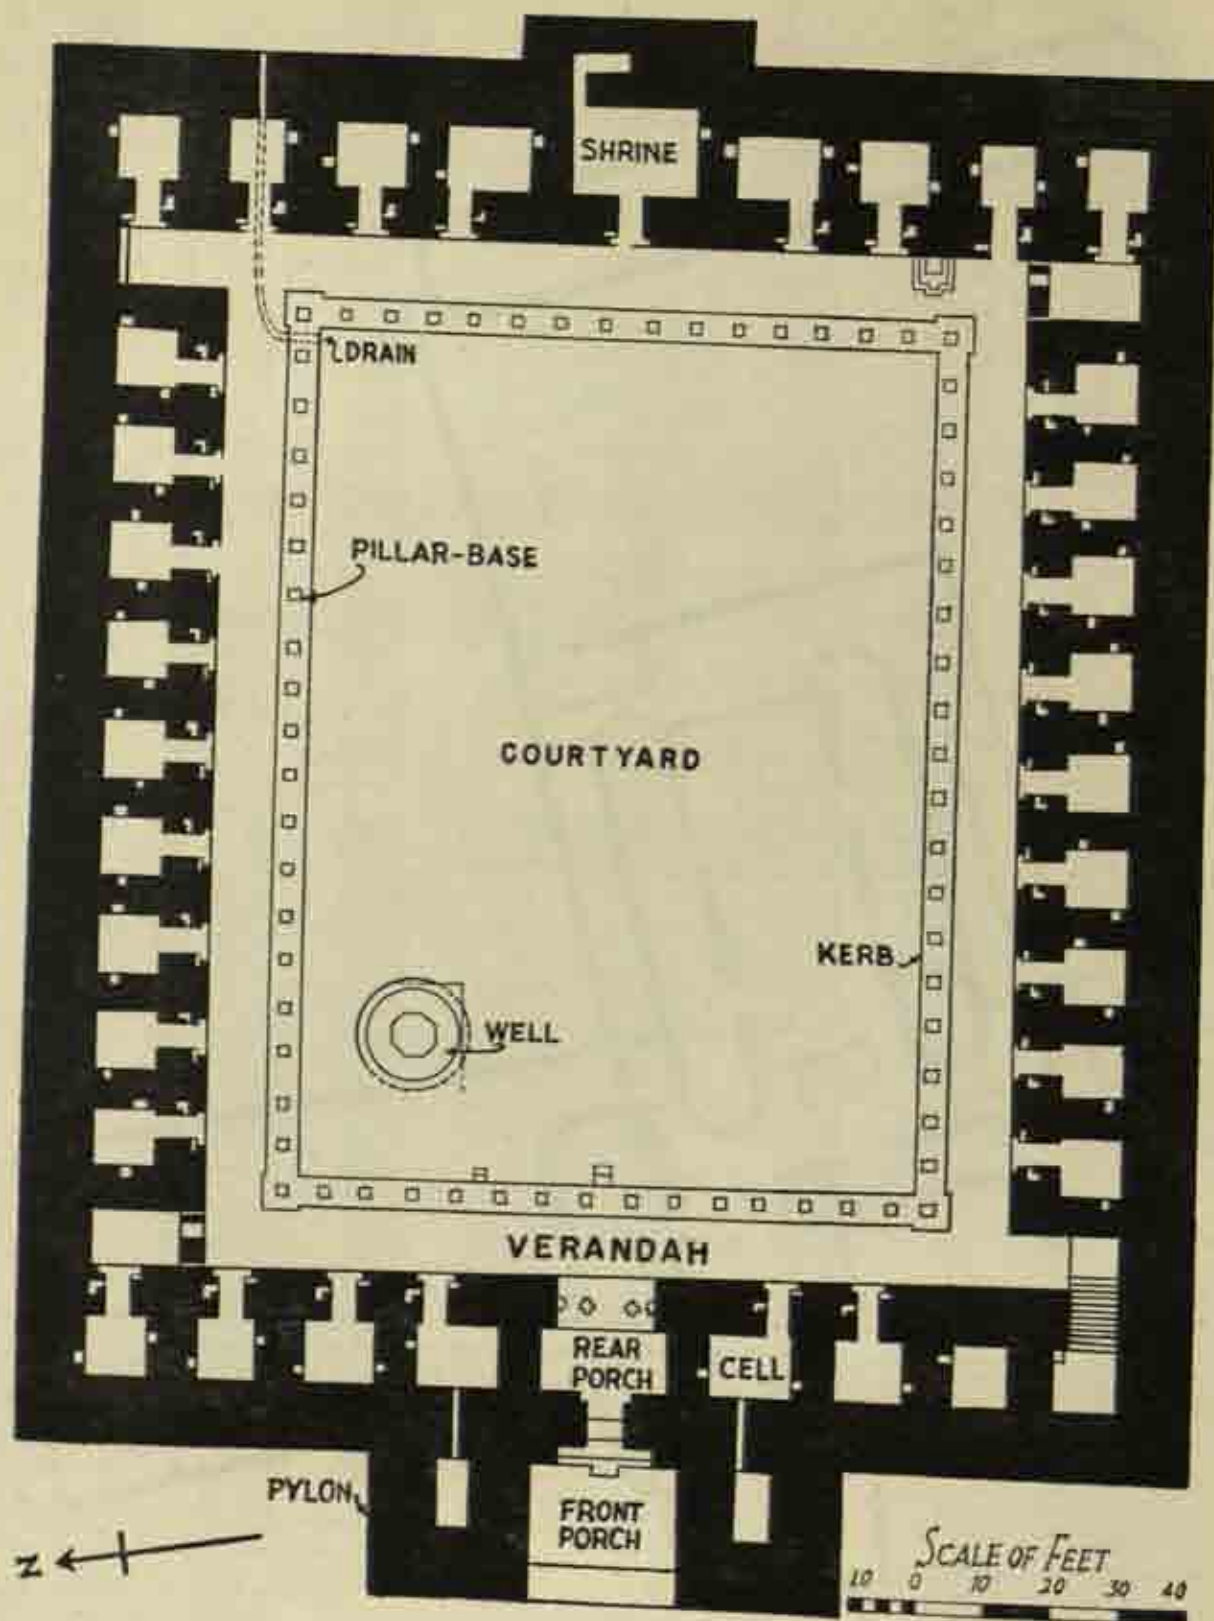 SHRINE
DRAIN
PILLAR-BASE
COURTYARD
KERB
WELL
VERANDAH
REAR
PORCH
CELL
PYLON
FRONT
PORCH
N
SCALE OF FEET
10 0 10 20 30 40